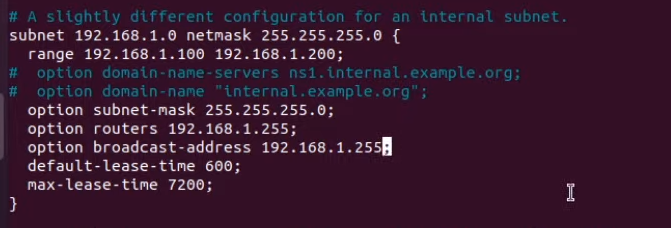 # A slightly different configuration for an internal subnet.
subnet 192.168.1.0 netmask 255.255.255.0 {
  range 192.168.1.100 192.168.1.200;
#  option domain-name-servers ns1.internal.example.org;
#  option domain-name "internal.example.org";
  option subnet-mask 255.255.255.0;
  option routers 192.168.1.255;
  option broadcast-address 192.168.1.255;
  default-lease-time 600;
  max-lease-time 7200;
}